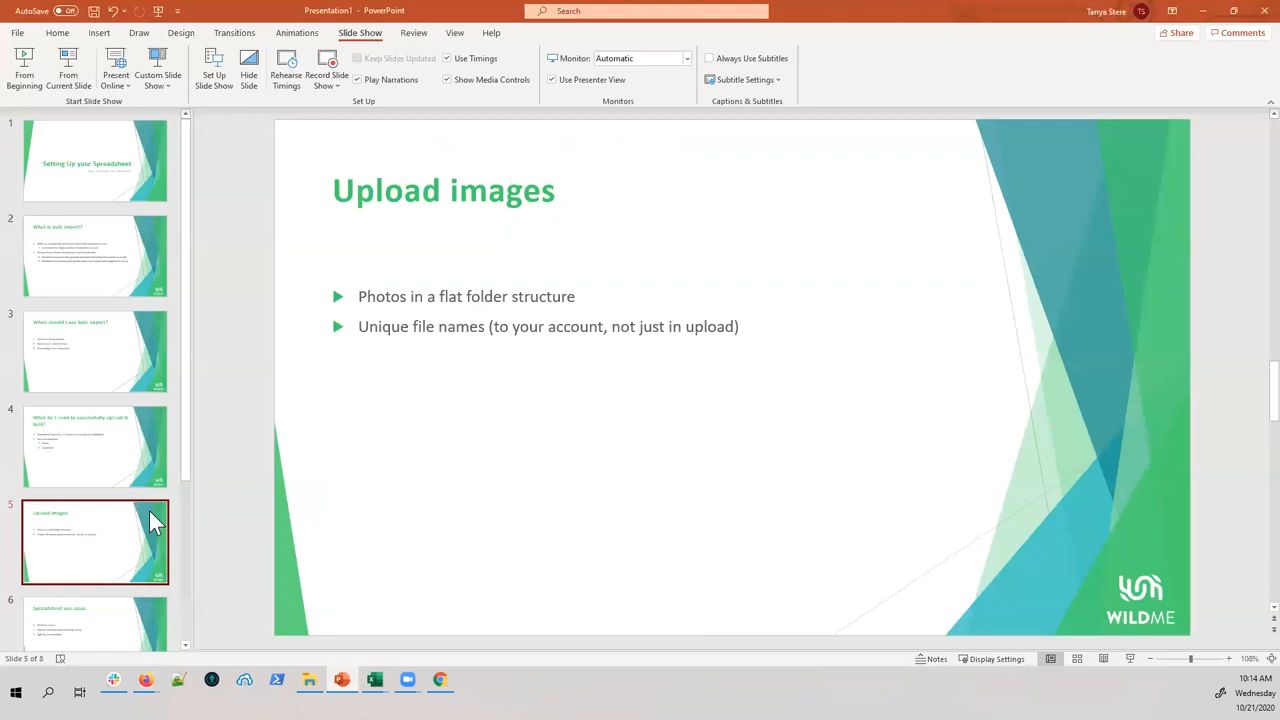 AutoSave Off
Presentation1 - PowerPoint
Search
Tanya Stere TS
File Home Insert Draw Design Transitions Animations Slide Show Review View Help
Share Comments
From Beginning
From Current Slide
Present Online
Custom Slide Show
Set Up Slide Show
Hide Slide
Rehearse Timings
Record Slide Show
Keep Slides Updated
Play Narrations
Use Timings
Show Media Controls
Monitor: Automatic
Use Presenter View
Always Use Subtitles
Subtitle Settings
Start Slide Show
Set Up
Monitors
Captions & Subtitles
1
Setting Up your Spreadsheet
2
What is bulk import?
3
When should I use bulk import?
4
What do I need to successfully upload in bulk?
5
Upload images
6
Spreadsheet use cases
Upload images
Photos in a flat folder structure
Unique file names (to your account, not just in upload)
WILDME
Slide 5 of 8
Notes
Display Settings
108%
10:14 AM
Wednesday
10/21/2020